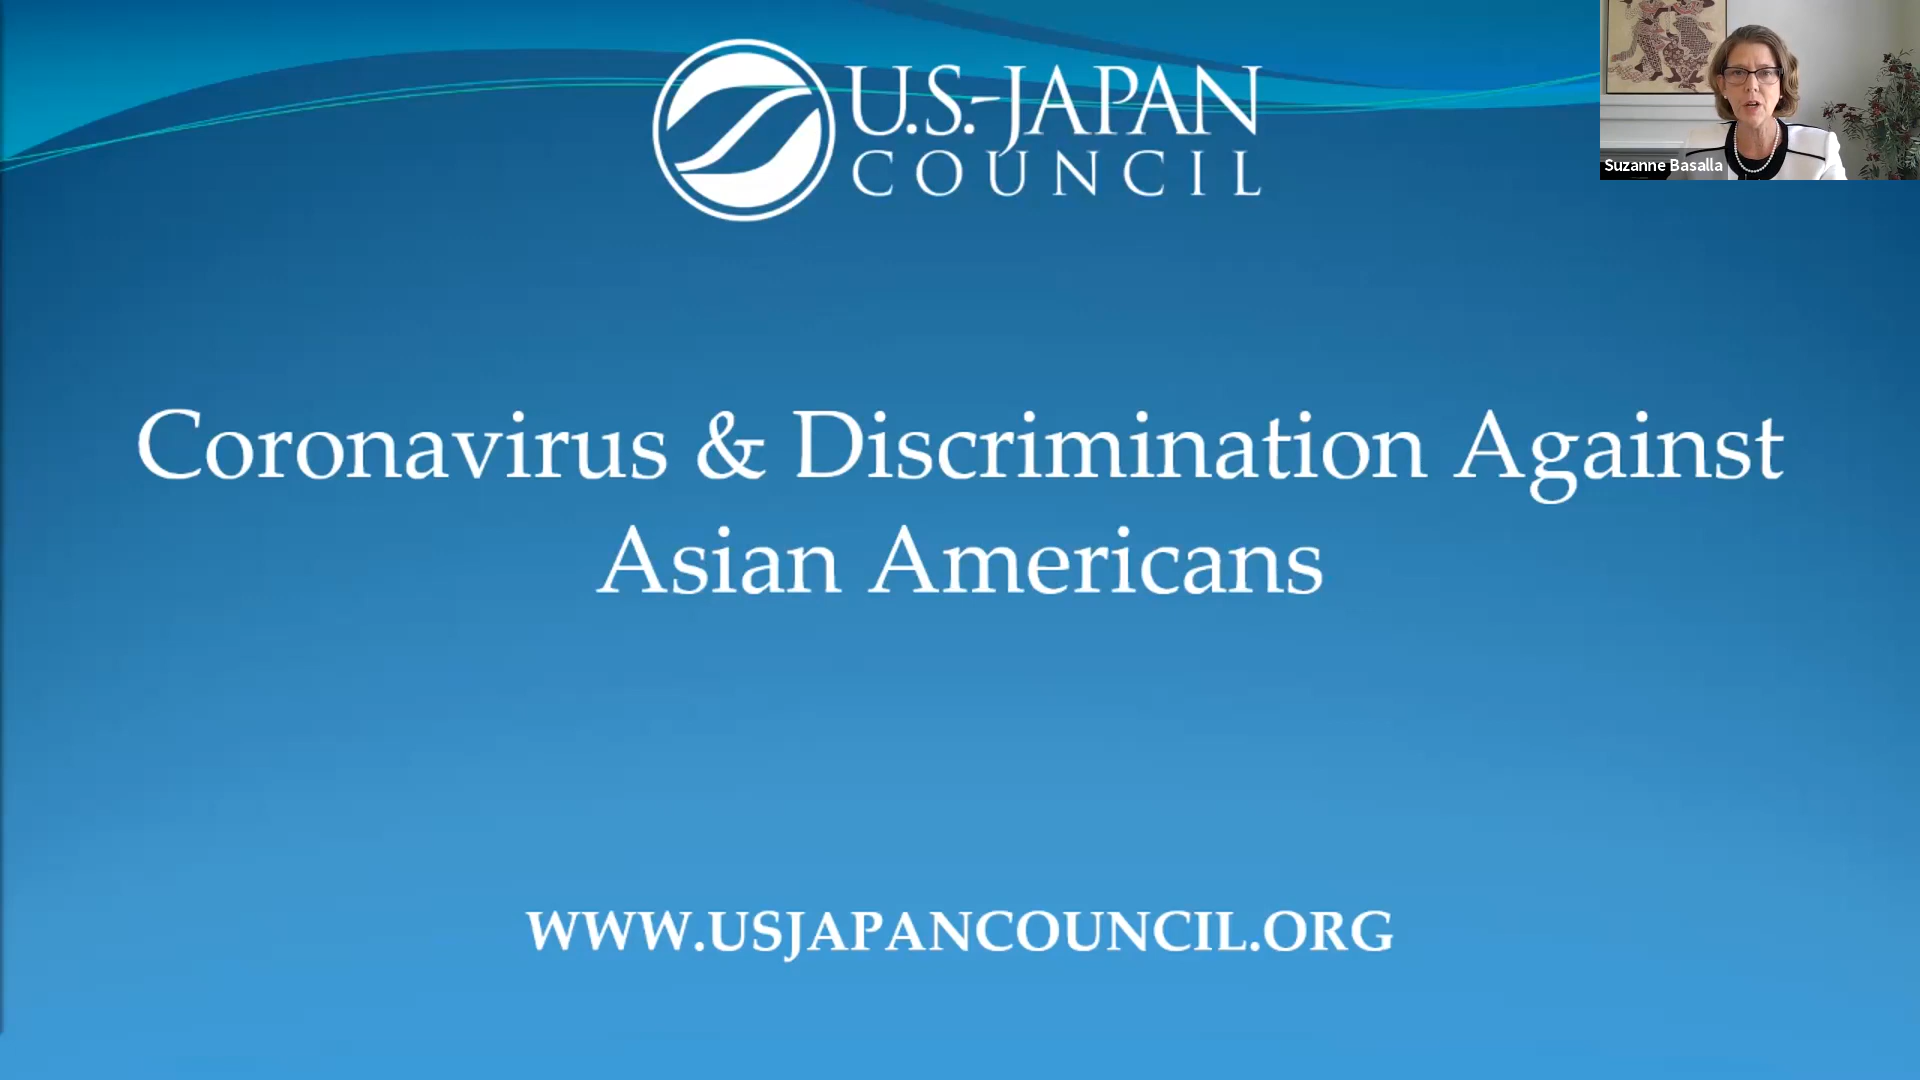 U.S.-JAPAN
COUNCIL
Suzanne Basalla
Coronavirus & Discrimination Against
Asian Americans
WWW.USJAPANCOUNCIL.ORG